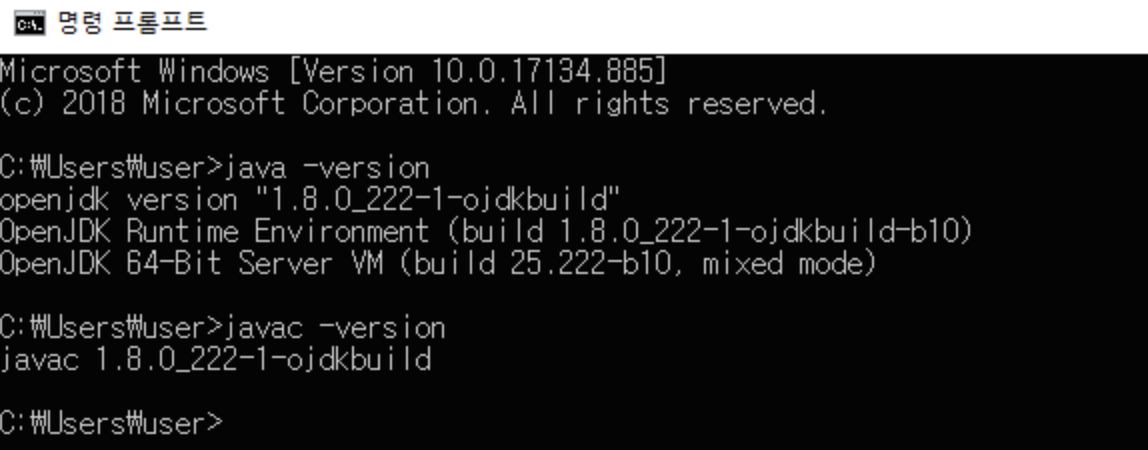 명령 프롬프트
Microsoft Windows [Version 10.0.17134.885]
(c) 2018 Microsoft Corporation. All rights reserved.
C:₩Users₩user>java -version
openjdk version "1.8.0_222-1-ojdkbuild"
OpenJDK Runtime Environment (build 1.8.0_222-1-ojdkbuild-b10)
OpenJDK 64-Bit Server VM (build 25.222-b10, mixed mode)
C:₩Users₩user>javac -version
javac 1.8.0_222-1-ojdkbuild
C:₩Users₩user>